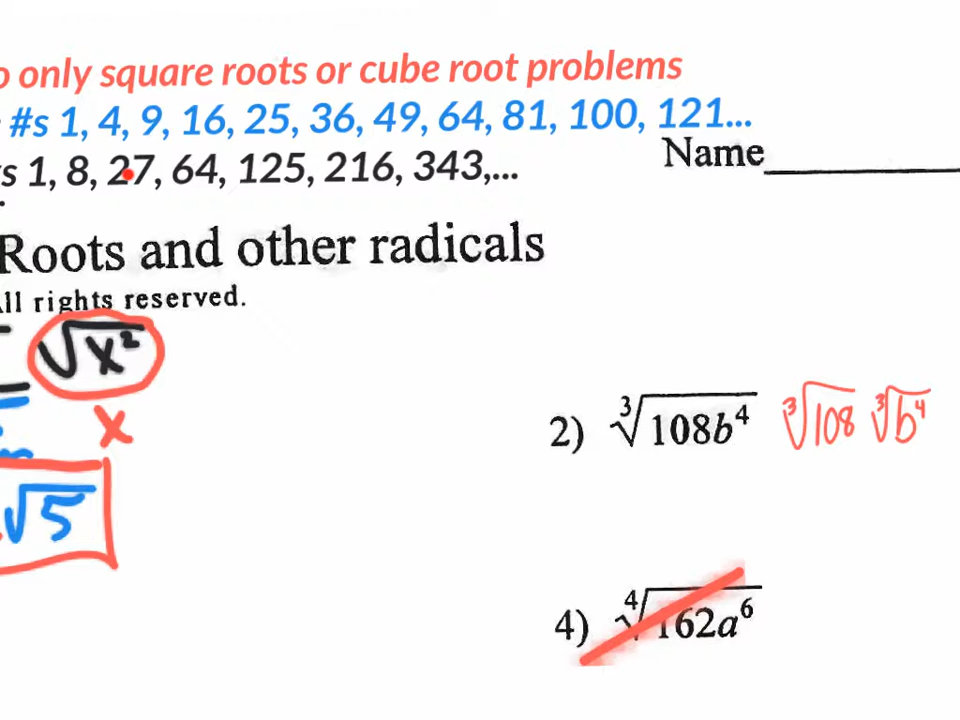 only square roots or cube root problems
#s 1, 4, 9, 16, 25, 36, 49, 64, 81, 100, 121...
1, 8, 27, 64, 125, 216, 343,...
Name
Roots and other radicals
All rights reserved.
√x²
x
√5
2) ∛108b⁴ ∛108 ∛b⁴
4) ∜162a⁶